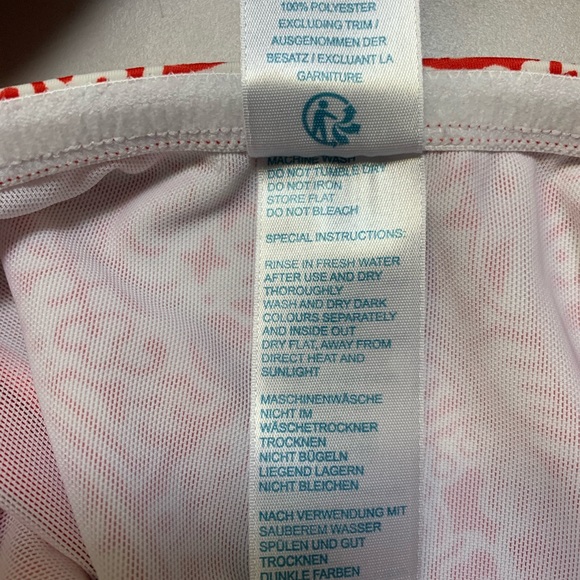 100% POLYESTER
EXCLUDING TRIM /
AUSGENOMMEN DER
BESATZ / EXCLUANT LA
GARNITURE
MACHINE WASH
DO NOT TUMBLE DRY
DO NOT IRON
STORE FLAT
DO NOT BLEACH
SPECIAL INSTRUCTIONS:
RINSE IN FRESH WATER
AFTER USE AND DRY
THOROUGHLY
WASH AND DRY DARK
COLOURS SEPARATELY
AND INSIDE OUT
DRY FLAT, AWAY FROM
DIRECT HEAT AND
SUNLIGHT
MASCHINENWÄSCHE
NICHT IM
WÄSCHETROCKNER
TROCKNEN
NICHT BÜGELN
LIEGEND LAGERN
NICHT BLEICHEN
NACH VERWENDUNG MIT
SAUBEREM WASSER
SPÜLEN UND GUT
TROCKNEN
DUNKLE FARBEN